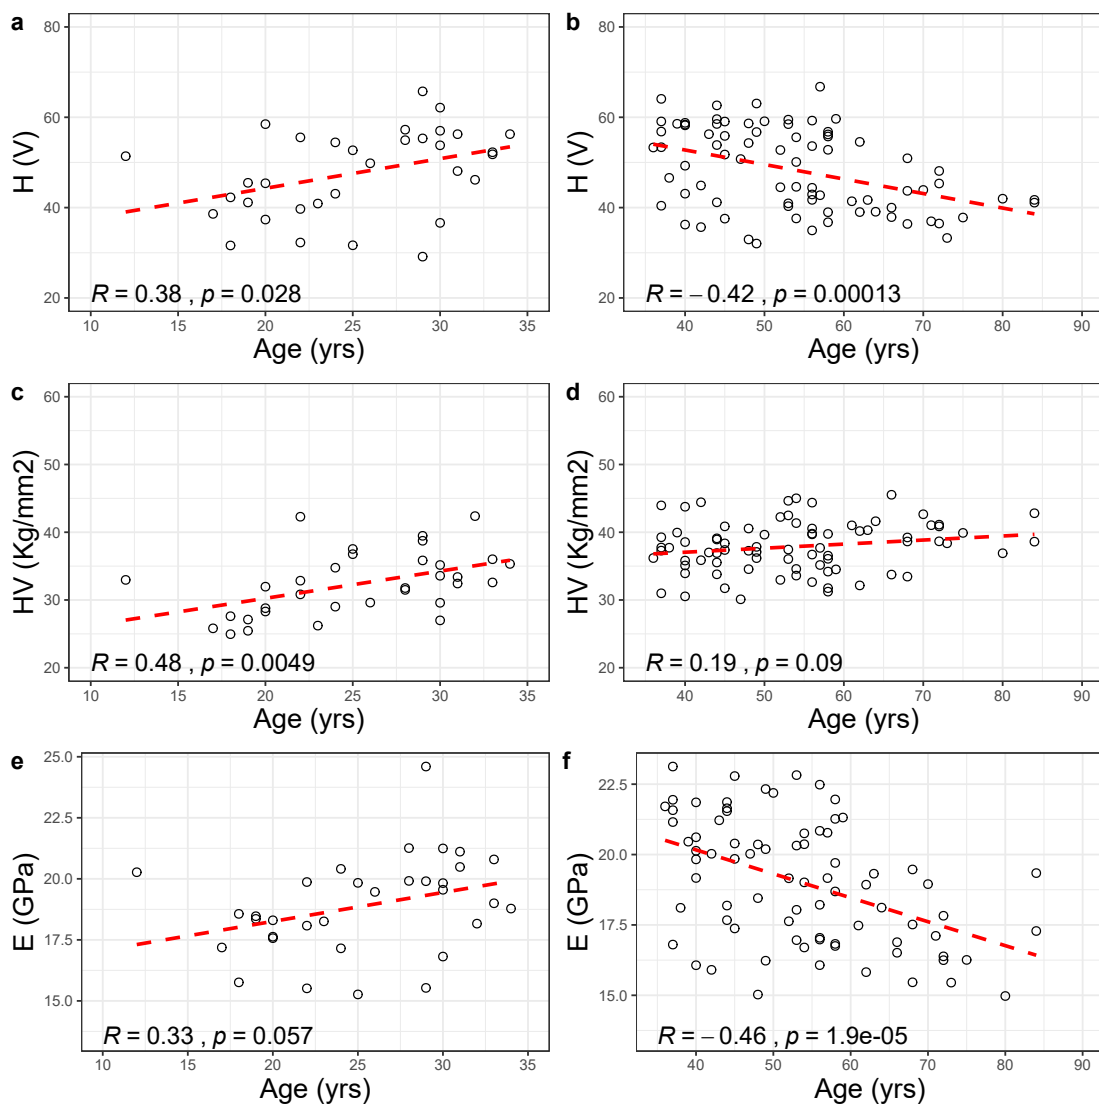 a
80
60
40
20
H (V)
R = 0.38 , p = 0.028
10 15 20 25 30 35
Age (yrs)
b
80
60
40
20
H (V)
R = −0.42 , p = 0.00013
40 50 60 70 80 90
Age (yrs)
c
60
50
40
30
20
HV (Kg/mm2)
R = 0.48 , p = 0.0049
10 15 20 25 30 35
Age (yrs)
d
60
50
40
30
20
HV (Kg/mm2)
R = 0.19 , p = 0.09
40 50 60 70 80 90
Age (yrs)
e
25.0
22.5
20.0
17.5
15.0
E (GPa)
R = 0.33 , p = 0.057
10 15 20 25 30 35
Age (yrs)
f
22.5
20.0
17.5
15.0
E (GPa)
R = −0.46 , p = 1.9e-05
40 50 60 70 80 90
Age (yrs)